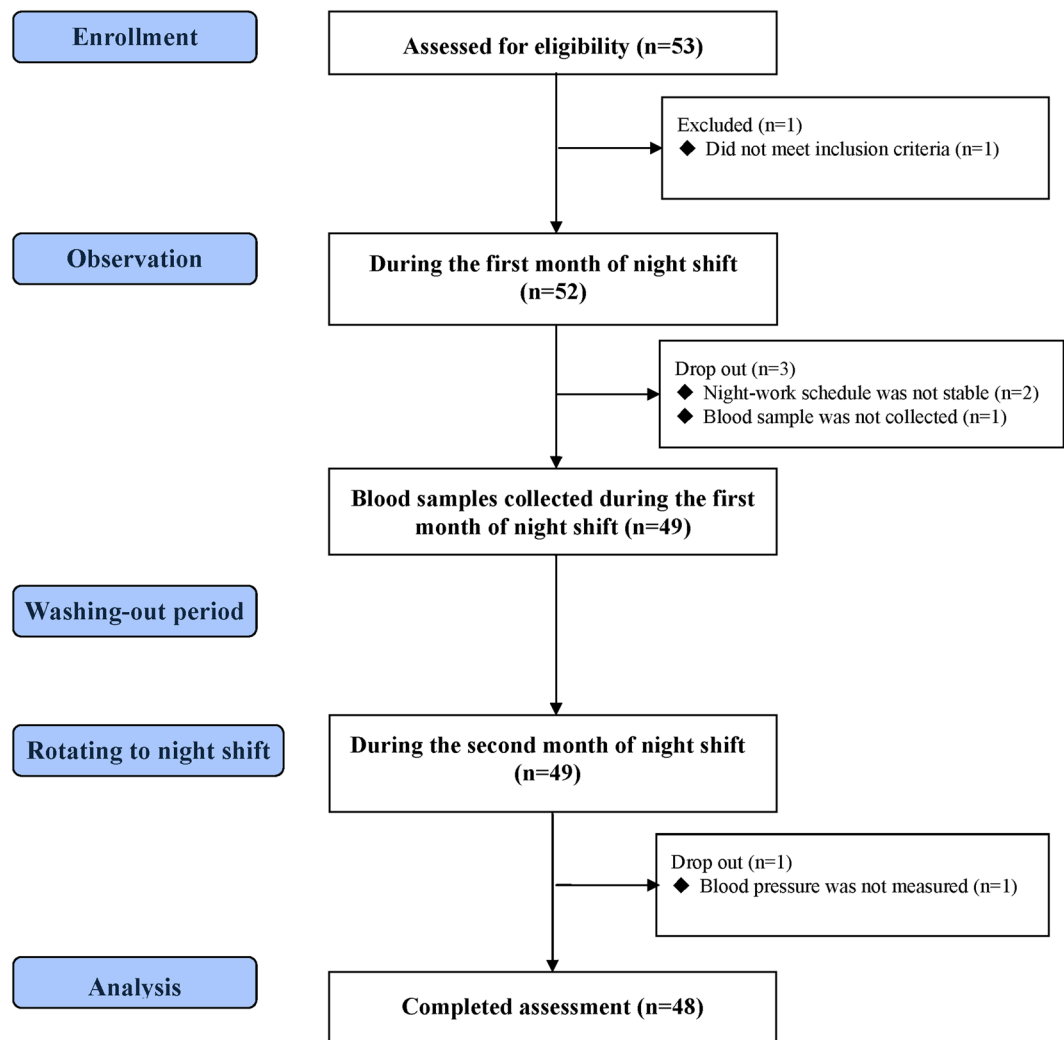 Enrollment
Assessed for eligibility (n=53)
Excluded (n=1)
◆ Did not meet inclusion criteria (n=1)
Observation
During the first month of night shift
(n=52)
Drop out (n=3)
◆ Night-work schedule was not stable (n=2)
◆ Blood sample was not collected (n=1)
Blood samples collected during the first
month of night shift (n=49)
Washing-out period
Rotating to night shift
During the second month of night shift
(n=49)
Drop out (n=1)
◆ Blood pressure was not measured (n=1)
Analysis
Completed assessment (n=48)